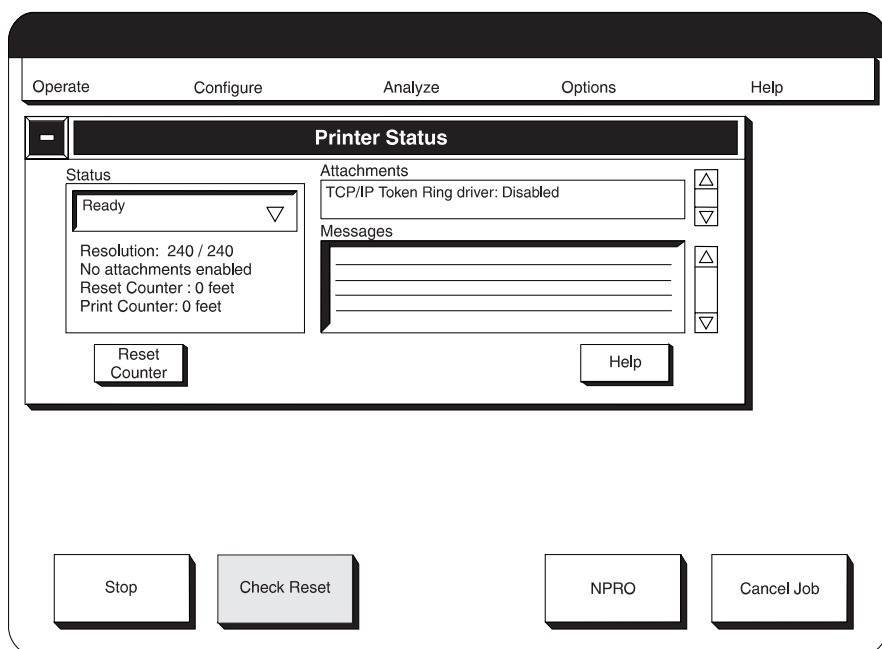 Operate Configure Analyze Options Help
Printer Status
Status
Ready
Resolution: 240 / 240
No attachments enabled
Reset Counter : 0 feet
Print Counter: 0 feet
Reset
Counter
Attachments
TCP/IP Token Ring driver: Disabled
Messages
Help
Stop
Check Reset
NPRO
Cancel Job